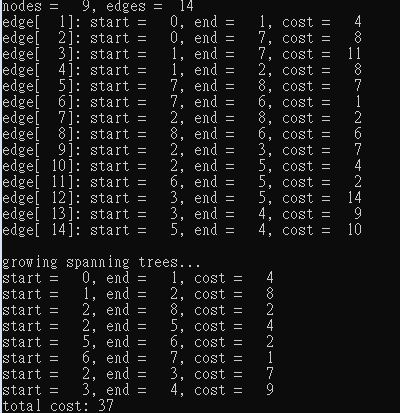 nodes =   9, edges =  14
edge[  1]: start =   0, end =   1, cost =   4
edge[  2]: start =   0, end =   7, cost =   8
edge[  3]: start =   1, end =   7, cost =  11
edge[  4]: start =   1, end =   2, cost =   8
edge[  5]: start =   7, end =   8, cost =   7
edge[  6]: start =   7, end =   6, cost =   1
edge[  7]: start =   2, end =   8, cost =   2
edge[  8]: start =   8, end =   6, cost =   6
edge[  9]: start =   2, end =   3, cost =   7
edge[ 10]: start =   2, end =   5, cost =   4
edge[ 11]: start =   6, end =   5, cost =   2
edge[ 12]: start =   3, end =   5, cost =  14
edge[ 13]: start =   3, end =   4, cost =   9
edge[ 14]: start =   5, end =   4, cost =  10
growing spanning trees...
start =   0, end =   1, cost =   4
start =   1, end =   2, cost =   8
start =   2, end =   8, cost =   2
start =   2, end =   5, cost =   4
start =   5, end =   6, cost =   2
start =   6, end =   7, cost =   1
start =   2, end =   3, cost =   7
start =   3, end =   4, cost =   9
total cost: 37